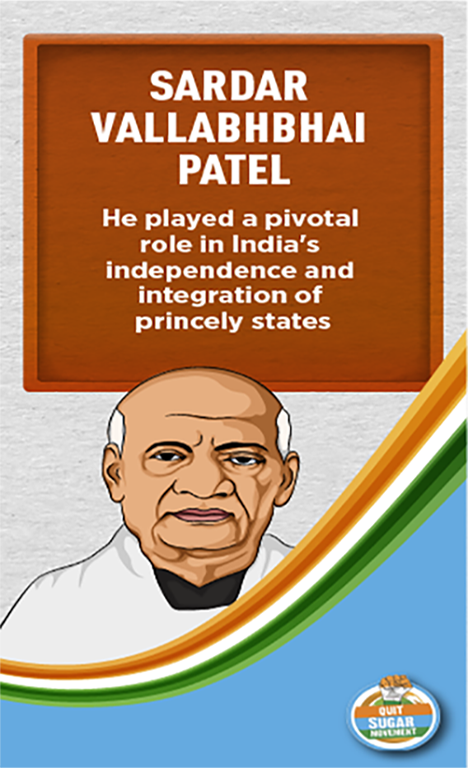 SARDAR
VALLABHBHAI
PATEL
He played a pivotal
role in India's
independence and
integration of
princely states
QUIT
SUGAR
MOVEMENT